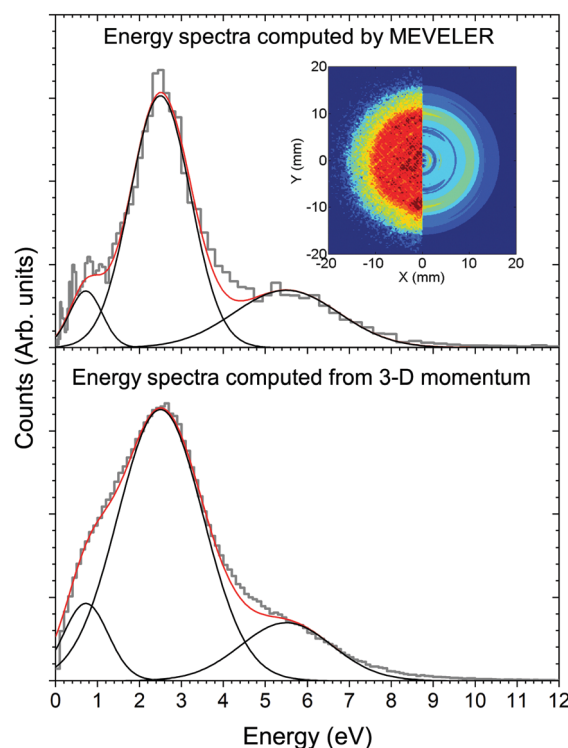 Energy spectra computed by MEVELER
20
10
0
-10
-20
Y (mm)
-20 -10 0 10 20
X (mm)
Counts (Arb. units)
Energy spectra computed from 3-D momentum
0 1 2 3 4 5 6 7 8 9 10 11 12
Energy (eV)